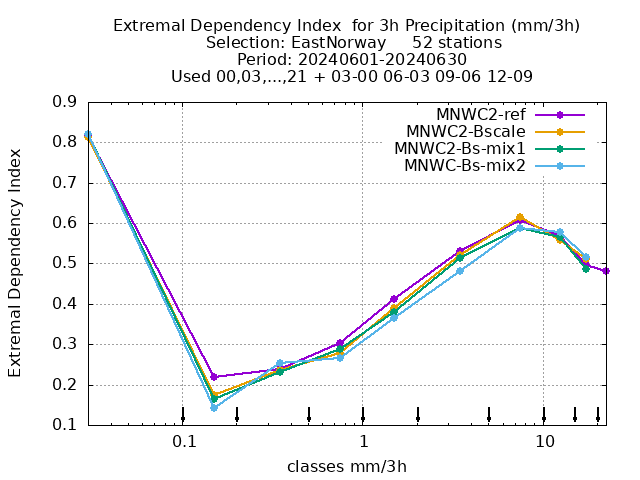 Extremal Dependency Index  for 3h Precipitation (mm/3h)
Selection: EastNorway     52 stations
Period: 20240601-20240630
Used 00,03,...,21 + 03-00 06-03 09-06 12-09
MNWC2-ref
MNWC2-Bscale
MNWC2-Bs-mix1
MNWC-Bs-mix2
Extremal Dependency Index
0.9
0.8
0.7
0.6
0.5
0.4
0.3
0.2
0.1
0.1 1 10
classes mm/3h